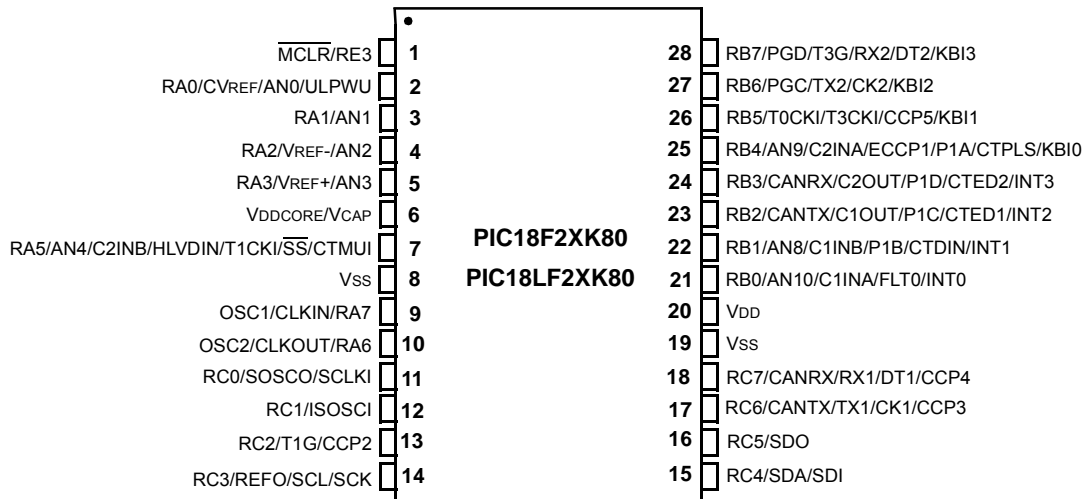 MCLR/RE3 1 28 RB7/PGD/T3G/RX2/DT2/KBI3
RA0/CVREF/AN0/ULPWU 2 27 RB6/PGC/TX2/CK2/KBI2
RA1/AN1 3 26 RB5/T0CKI/T3CKI/CCP5/KBI1
RA2/VREF-/AN2 4 25 RB4/AN9/C2INA/ECCP1/P1A/CTPLS/KBI0
RA3/VREF+/AN3 5 24 RB3/CANRX/C2OUT/P1D/CTED2/INT3
VDDCORE/VCAP 6 23 RB2/CANTX/C1OUT/P1C/CTED1/INT2
PIC18F2XK80
RA5/AN4/C2INB/HLVDIN/T1CKI/SS/CTMUI 7 22 RB1/AN8/C1INB/P1B/CTDIN/INT1
PIC18LF2XK80
VSS 8 21 RB0/AN10/C1INA/FLT0/INT0
OSC1/CLKIN/RA7 9 20 VDD
OSC2/CLKOUT/RA6 10 19 VSS
RC0/SOSCO/SCLKI 11 18 RC7/CANRX/RX1/DT1/CCP4
RC1/ISOSCI 12 17 RC6/CANTX/TX1/CK1/CCP3
RC2/T1G/CCP2 13 16 RC5/SDO
RC3/REFO/SCL/SCK 14 15 RC4/SDA/SDI